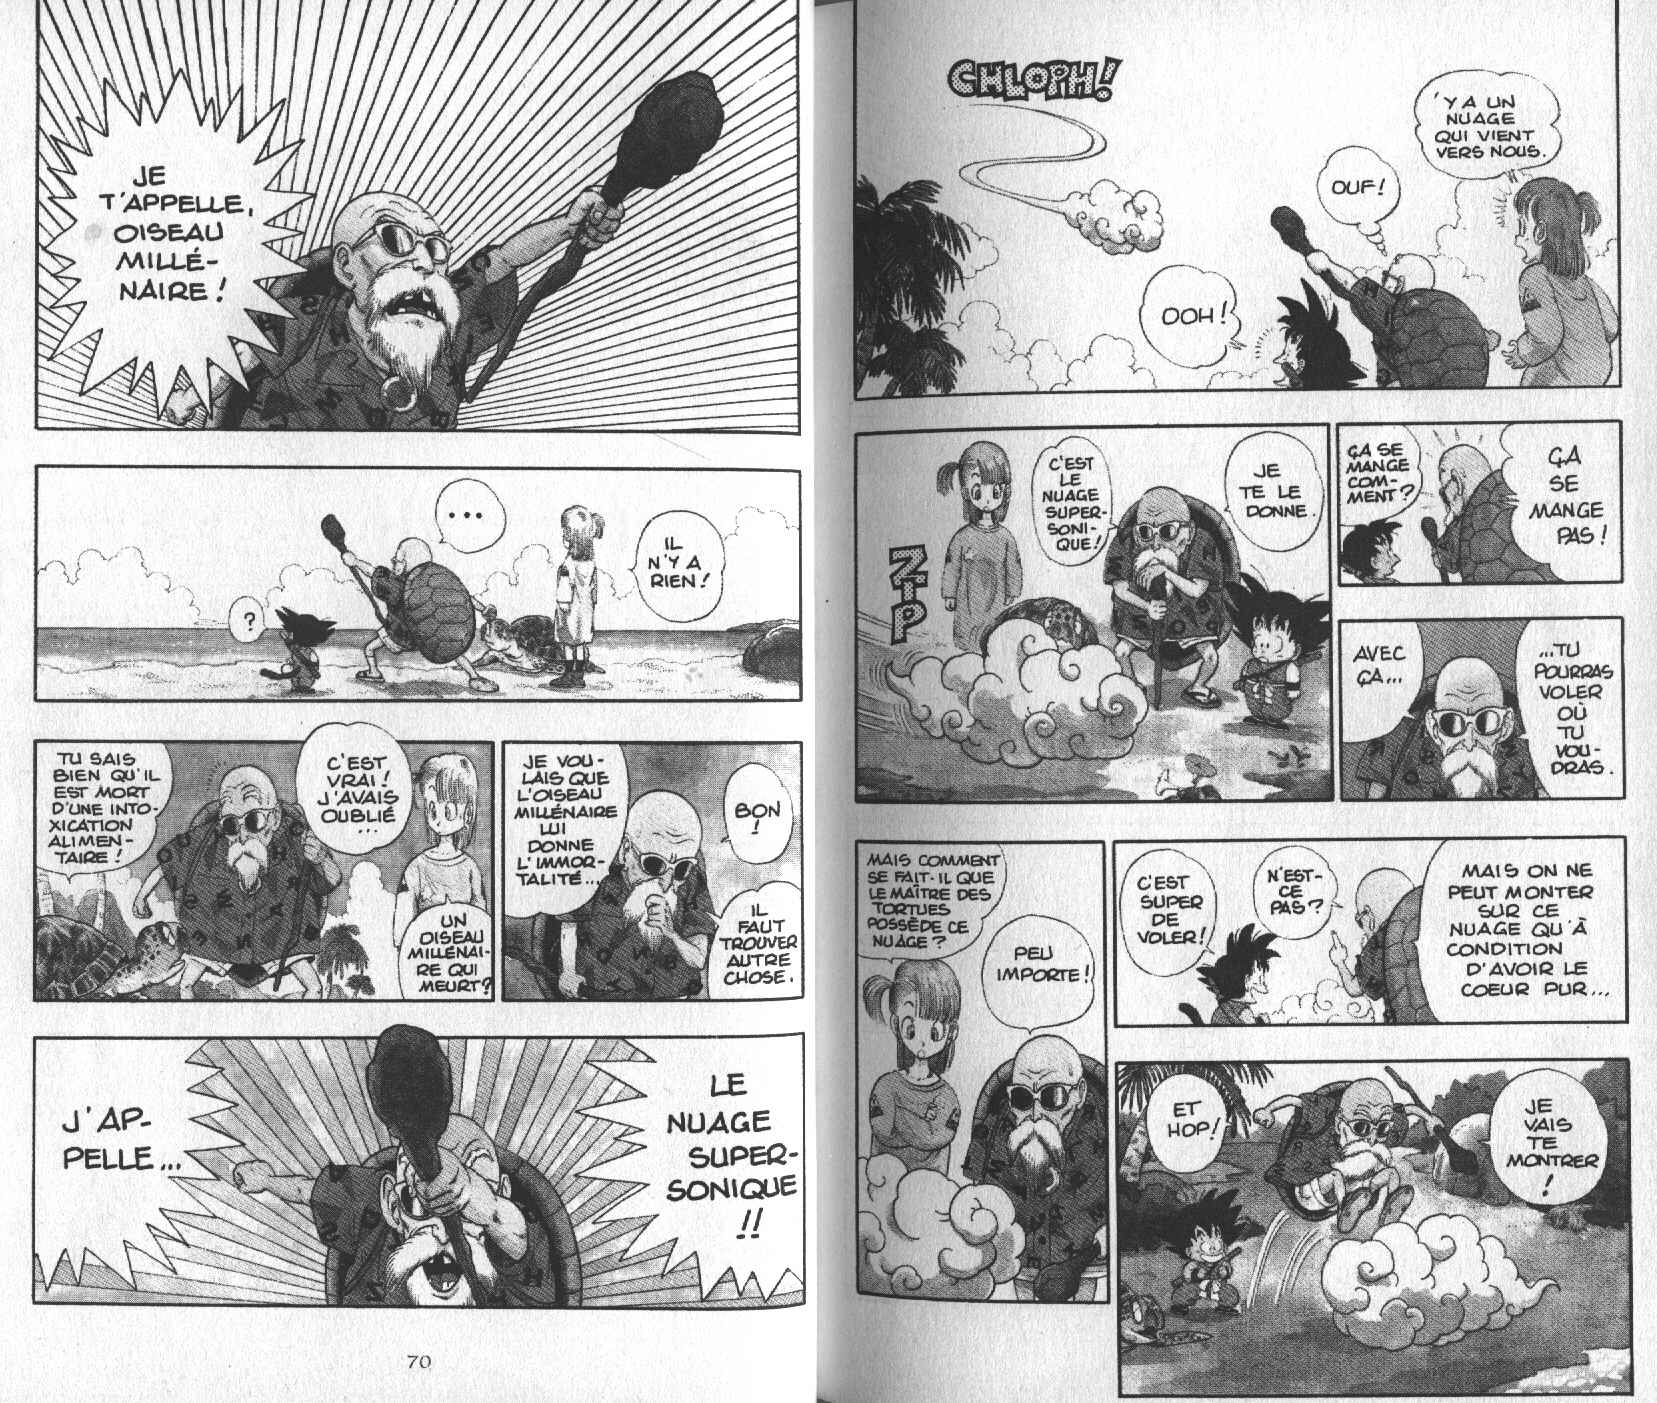 JE
T'APPELLE,
OISEAU
MILLÉ-
NAIRE!
...
IL
N'Y A
RIEN!
?
TU SAIS
BIEN QU'IL
EST MORT
D'UNE INTO-
XICATION
ALIMEN-
TAIRE!
C'EST
VRAI!
J'AVAIS
OUBLIÉ
...
UN
OISEAU
MILLÉNAI-
RE QUI
MEURT?
JE VOU-
LAIS QUE
L'OISEAU
MILLÉNAIRE
LUI
DONNE
L'IMMOR-
TALITÉ...
BON
!
IL
FAUT
TROUVER
AUTRE
CHOSE.
J'AP-
PELLE...
LE
NUAGE
SUPER-
SONIQUE
!!
70
CHLOPH!
'Y A UN
NUAGE
QUI VIENT
VERS NOUS.
OUF!
OOH!
C'EST
LE
NUAGE
SUPER-
SONI-
QUE!
JE
TE LE
DONNE.
ZIP
ÇA SE
MANGE
COM-
MENT?
ÇA
SE
MANGE
PAS!
AVEC
ÇA...
...TU
POURRAS
VOLER
OÙ
TU
VOU-
DRAS.
MAIS COMMENT
SE FAIT-IL QUE
LE MAÎTRE DES
TORTUES
POSSÈDE CE
NUAGE?
PEU
IMPORTE!
C'EST
SUPER
DE
VOLER!
N'EST-
CE
PAS?
MAIS ON NE
PEUT MONTER
SUR CE
NUAGE QU'À
CONDITION
D'AVOIR LE
COEUR PUR...
ET
HOP!
JE
VAIS
TE
MONTRER
!